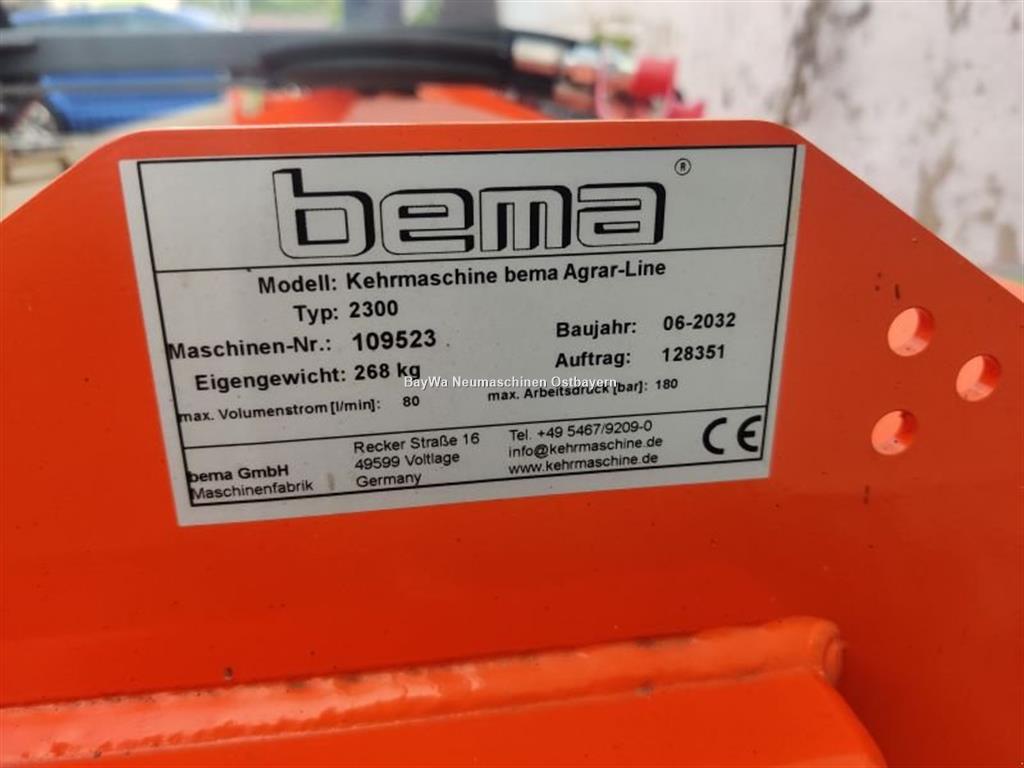 bema ®
Modell: Kehrmaschine bema Agrar-Line
Typ: 2300
Maschinen-Nr.: 109523 Baujahr: 06-2032
Eigengewicht: 268 kg Auftrag: 128351
BayWa Neumaschinen Ostbayern
max. Volumenstrom [l/min]: 80 max. Arbeitsdruck [bar]: 180
bema GmbH
Maschinenfabrik
Recker Straße 16
49599 Voltlage
Germany
Tel. +49 5467/9209-0
info@kehrmaschine.de
www.kehrmaschine.de
CE